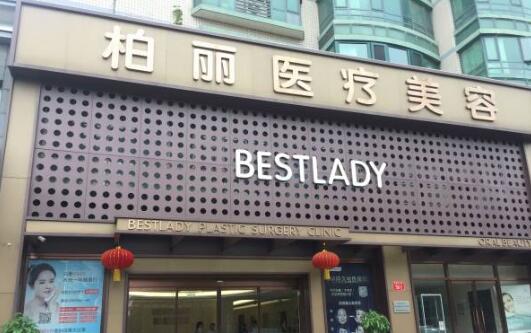 柏丽医疗美容
BESTLADY
BESTLADY PLASTIC SURGERY CLINIC
ORAL BEAUTY